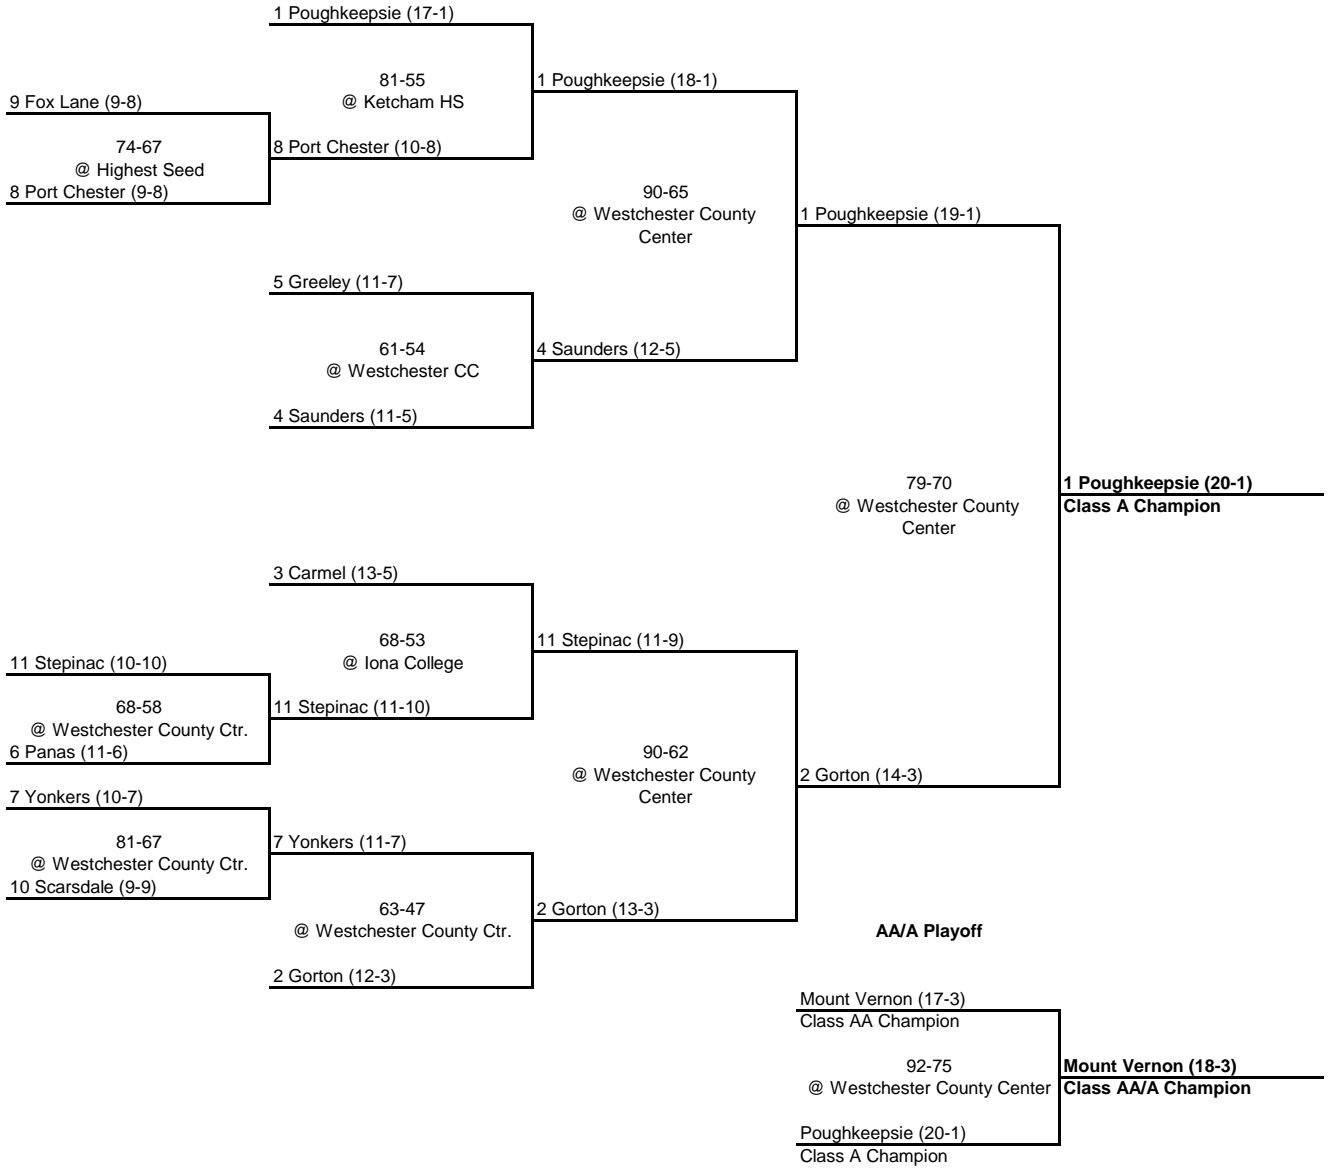 1 Poughkeepsie (17-1)
81-55
@ Ketcham HS
1 Poughkeepsie (18-1)
9 Fox Lane (9-8)
74-67
@ Highest Seed
8 Port Chester (10-8)
8 Port Chester (9-8)
90-65
@ Westchester County
Center
1 Poughkeepsie (19-1)
5 Greeley (11-7)
61-54
@ Westchester CC
4 Saunders (12-5)
4 Saunders (11-5)
79-70
@ Westchester County
Center
1 Poughkeepsie (20-1)
Class A Champion
3 Carmel (13-5)
68-53
@ Iona College
11 Stepinac (11-9)
11 Stepinac (10-10)
68-58
@ Westchester County Ctr.
11 Stepinac (11-10)
6 Panas (11-6)
90-62
@ Westchester County
Center
2 Gorton (14-3)
7 Yonkers (10-7)
81-67
@ Westchester County Ctr.
7 Yonkers (11-7)
10 Scarsdale (9-9)
63-47
@ Westchester County Ctr.
2 Gorton (13-3)
2 Gorton (12-3)
AA/A Playoff
Mount Vernon (17-3)
Class AA Champion
92-75
@ Westchester County Center
Mount Vernon (18-3)
Class AA/A Champion
Poughkeepsie (20-1)
Class A Champion